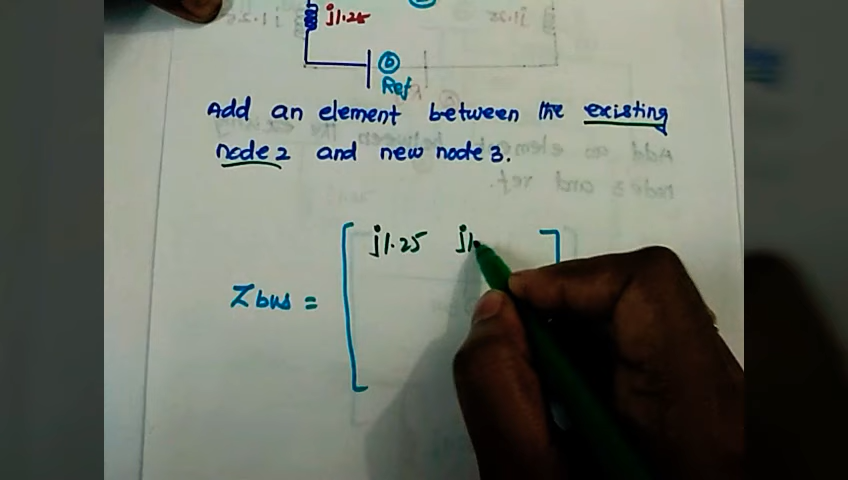 j1.25
0
Ref
Add an element between the existing
node 2 and new node 3.
j1.25 j1.
Zbus =